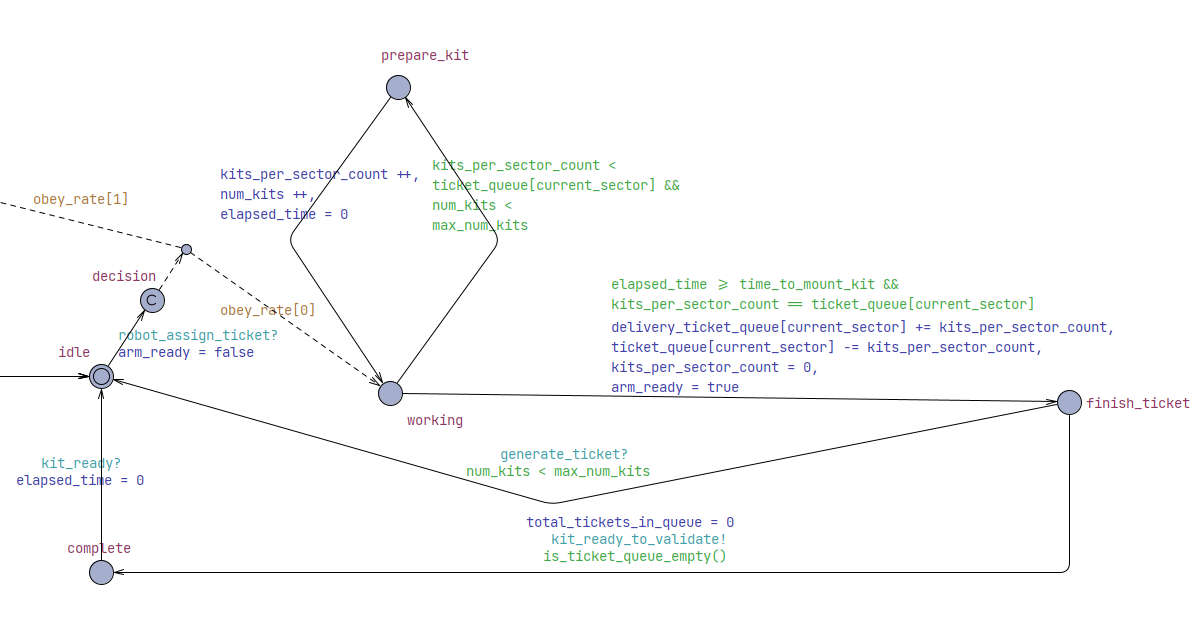 prepare_kit
kits_per_sector_count ++,
num_kits ++,
elapsed_time = 0
kits_per_sector_count <
ticket_queue[current_sector] &&
num_kits <
max_num_kits
obey_rate[1]
decision
C
obey_rate[0]
robot_assign_ticket?
arm_ready = false
idle
elapsed_time ≥ time_to_mount_kit &&
kits_per_sector_count == ticket_queue[current_sector]
delivery_ticket_queue[current_sector] += kits_per_sector_count,
ticket_queue[current_sector] -= kits_per_sector_count,
kits_per_sector_count = 0,
arm_ready = true
working
finish_ticket
generate_ticket?
num_kits < max_num_kits
kit_ready?
elapsed_time = 0
total_tickets_in_queue = 0
kit_ready_to_validate!
is_ticket_queue_empty()
complete